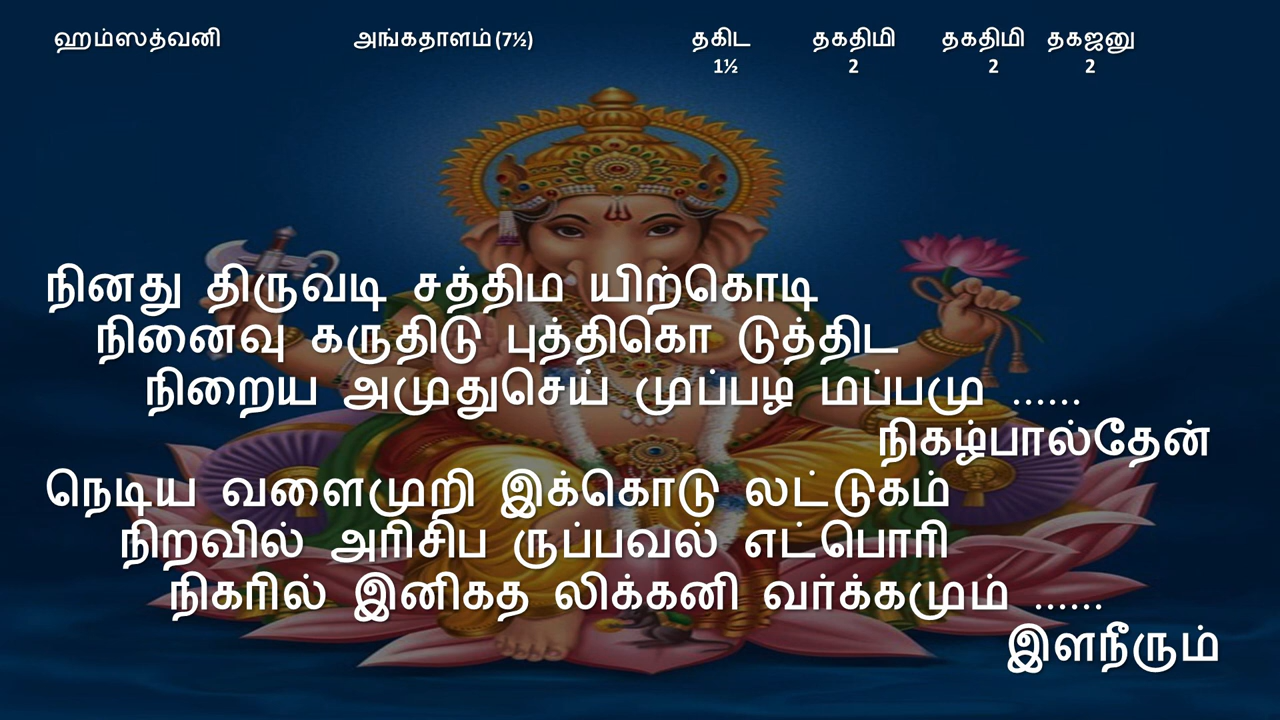 ஹம்ஸத்வனி அங்கதாளம் (7½) தகிட தகதிமி தகதிமி தகஜனு
1½ 2 2 2
நினது திருவடி சத்திம யிற்கொடி
நினைவு கருதிடு புத்திகொ டுத்திட
நிறைய அமுதுசெய் முப்பழ மப்பமு ......
நிகழ்பால்தேன்
நெடிய வளைமுறி இக்கொடு லட்டுகம்
நிறவில் அரிசிப ருப்பவல் எட்பொரி
நிகரில் இனிகத லிக்கனி வர்க்கமும் ......
இளநீரும்